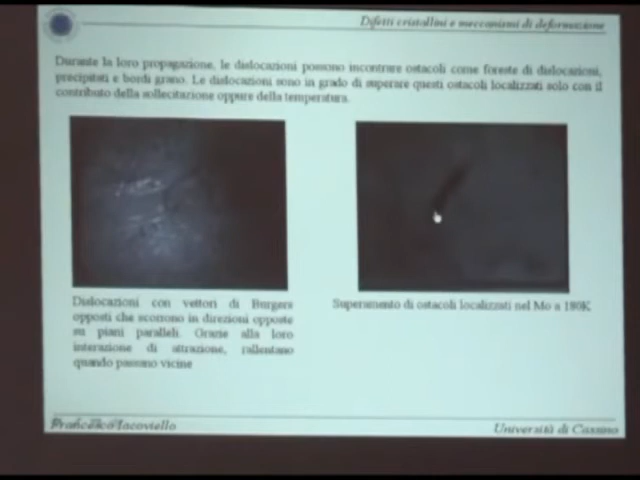 Difetti cristallini e meccanismi di deformazione
Durante la loro propagazione, le dislocazioni possono incontrare ostacoli come foreste di dislocazioni,
precipitati e bordi grano. Le dislocazioni sono in grado di superare questi ostacoli localizzati solo con il
contributo della sollecitazione oppure della temperatura.
Dislocazioni con vettori di Burgers
opposti che scorrono in direzioni opposte
su piani paralleli. Grazie alla loro
interazione di attrazione, rallentano
quando passano vicine
Superamento di ostacoli localizzati nel Mo a 180K
Francesco Iacoviello
Università di Cassino